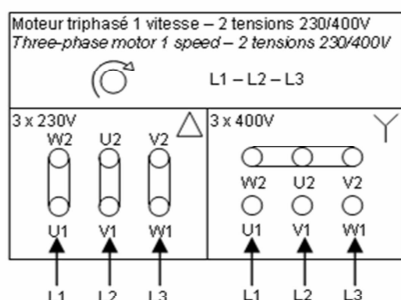 Moteur triphasé 1 vitesse – 2 tensions 230/400V
Three-phase motor 1 speed – 2 tensions 230/400V
L1 – L2 – L3
3 x 230V
W2 U2 V2
U1 V1 W1
L1 L2 L3
3 x 400V
W2 U2 V2
U1 V1 W1
L1 L2 L3